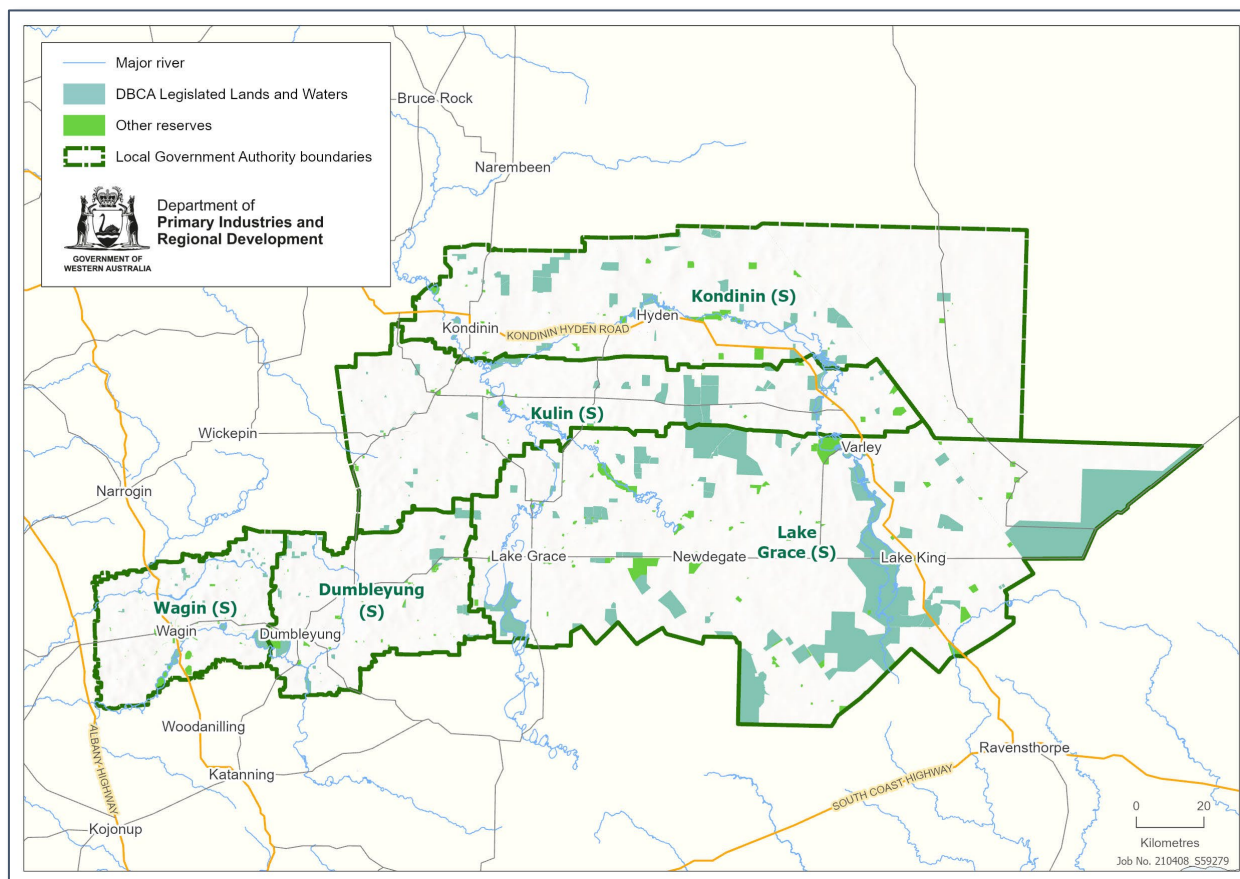 Major river
DBCA Legislated Lands and Waters
Other reserves
Local Government Authority boundaries
GOVERNMENT OF
WESTERN AUSTRALIA
Department of
Primary Industries and
Regional Development
Bruce Rock
Narembeen
Kondinin (S)
Hyden
Kondinin
KONDININ HYDEN ROAD
Kulin (S)
Wickepin
Varley
Narrogin
Lake
Grace (S)
Lake Grace
Newdegate
Lake King
Dumbleyung
(S)
Wagin (S)
Wagin
Dumbleyung
Woodanilling
Ravensthorpe
Katanning
ALBANY HIGHWAY
SOUTH COAST HIGHWAY
Kojonup
0
20
Kilometres
Job No. 210408_S59279